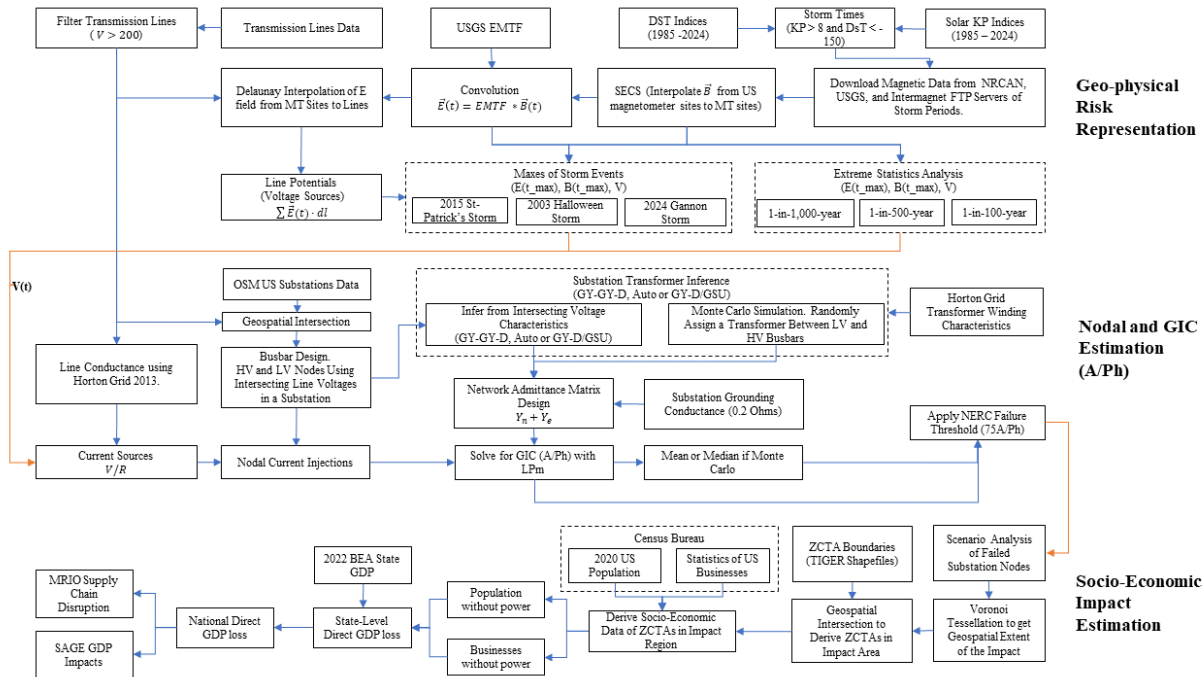 Filter Transmission Lines
(V > 200)
Transmission Lines Data
USGS EMTF
DST Indices
(1985 -2024)
Storm Times
(KP > 8 and DsT < -
150)
Solar KP Indices
(1985 – 2024)
Delaunay Interpolation of E
field from MT Sites to Lines
Convolution
E⃗(t) = EMTF * B⃗(t)
SECS (Interpolate B⃗ from US
magnetometer sites to MT sites)
Download Magnetic Data from NRCAN,
USGS, and Intermagnet FTP Servers of
Storm Periods.
Geo-physical
Risk
Representation
Line Potentials
(Voltage Sources)
∑ E⃗(t) · dl
Maxes of Storm Events
(E(t_max), B(t_max), V)
2015 St-
Patrick's Storm
2003 Halloween
Storm
2024 Gannon
Storm
Extreme Statistics Analysis
(E(t_max), B(t_max), V)
1-in-1,000-year
1-in-500-year
1-in-100-year
V(t)
OSM US Substations Data
Geospatial Intersection
Substation Transformer Inference
(GY-GY-D, Auto or GY-D/GSU)
Infer from Intersecting Voltage
Characteristics
(GY-GY-D, Auto or GY-D/GSU)
Monte Carlo Simulation. Randomly
Assign a Transformer Between LV and
HV Busbars
Horton Grid
Transformer Winding
Characteristics
Nodal and GIC
Estimation
(A/Ph)
Line Conductance using
Horton Grid 2013.
Busbar Design.
HV and LV Nodes Using
Intersecting Line Voltages
in a Substation
Network Admittance Matrix
Design
Yn + Ye
Substation Grounding
Conductance (0.2 Ohms)
Apply NERC Failure
Threshold (75A/Ph)
Current Sources
V/R
Nodal Current Injections
Solve for GIC (A/Ph) with
LPm
Mean or Median if Monte
Carlo
Census Bureau
2020 US
Population
Statistics of US
Businesses
ZCTA Boundaries
(TIGER Shapefiles)
Scenario Analysis
of Failed
Substation Nodes
2022 BEA State
GDP
MRIO Supply
Chain
Disruption
Population
without power
Socio-Economic
Impact
Estimation
National Direct
GDP loss
State-Level
Direct GDP loss
Derive Socio-Economic
Data of ZCTAs in Impact
Region
Geospatial
Intersection to
Derive ZCTAs in
Impact Area
Voronoi
Tessellation to get
Geospatial Extent
of the Impact
SAGE GDP
Impacts
Businesses
without power